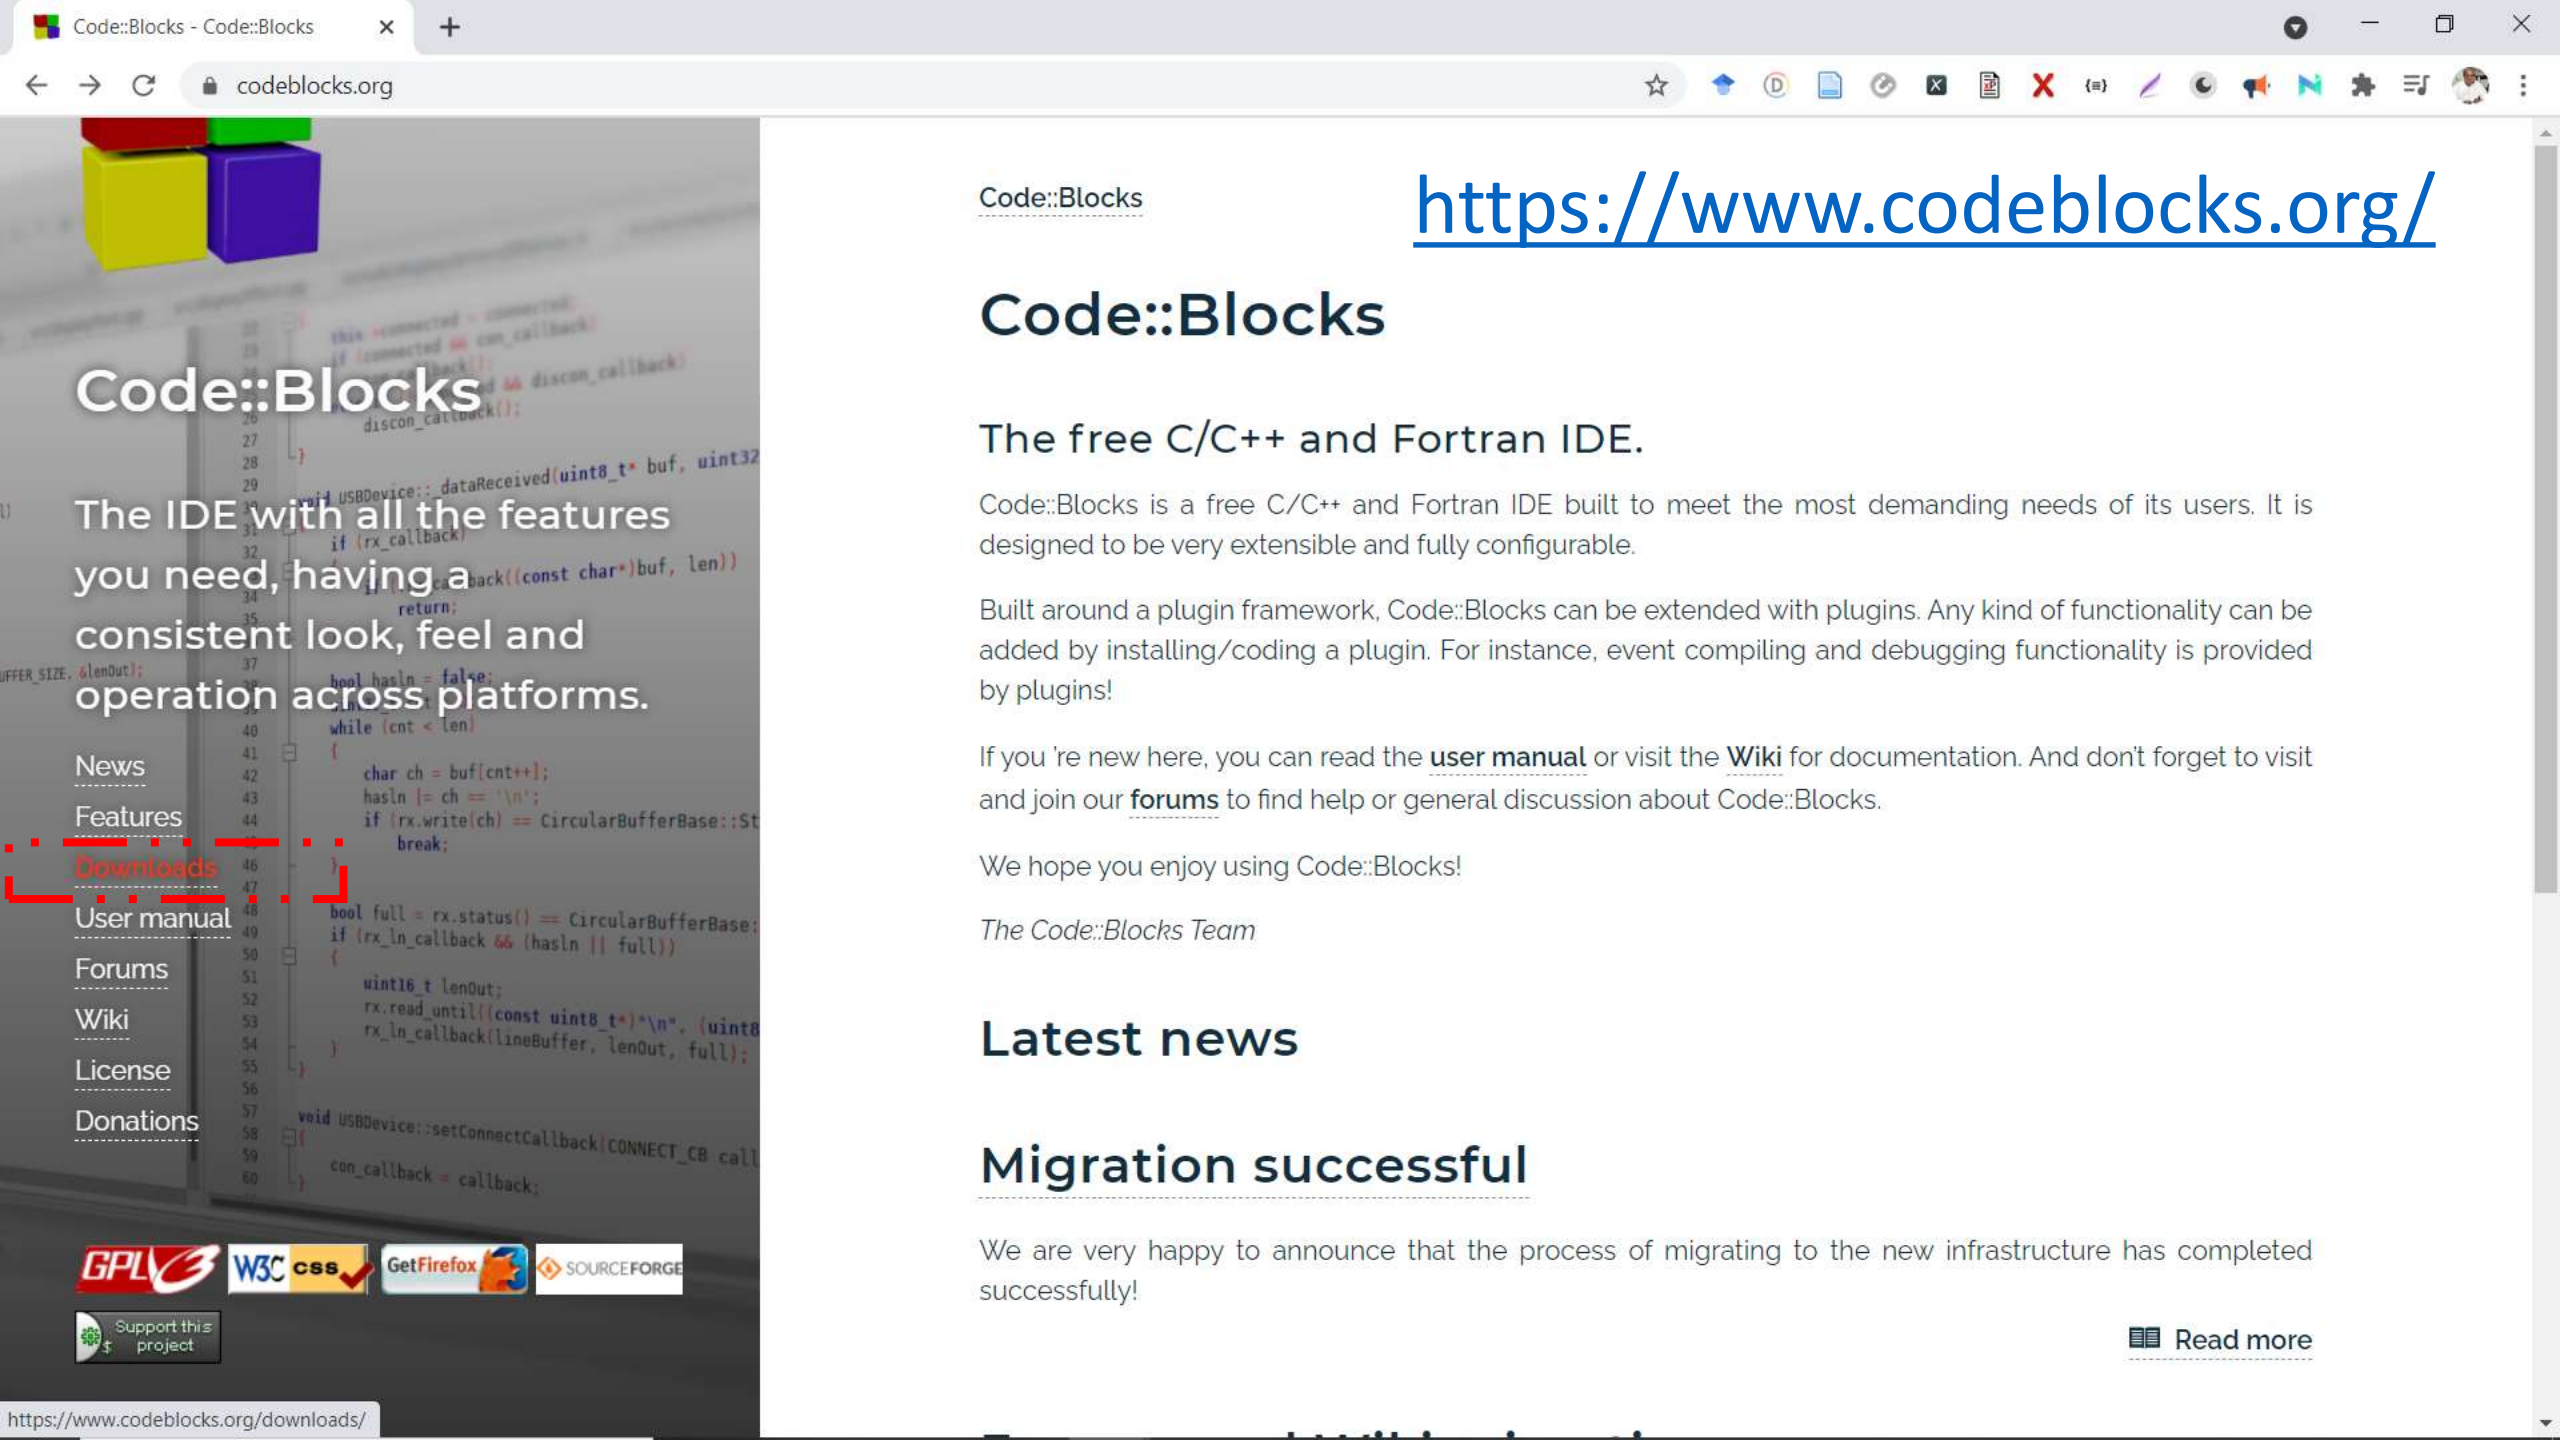 Code::Blocks - Code::Blocks
codeblocks.org
Code::Blocks
The IDE with all the features
you need, having a
consistent look, feel and
operation across platforms.
News
Features
Downloads
User manual
Forums
Wiki
License
Donations
GPLV3
W3C css
GetFirefox
SOURCEFORGE
Support this
project
https://www.codeblocks.org/downloads/
Code::Blocks
https://www.codeblocks.org/
Code::Blocks
The free C/C++ and Fortran IDE.
Code::Blocks is a free C/C++ and Fortran IDE built to meet the most demanding needs of its users. It is
designed to be very extensible and fully configurable.
Built around a plugin framework, Code::Blocks can be extended with plugins. Any kind of functionality can be
added by installing/coding a plugin. For instance, event compiling and debugging functionality is provided
by plugins!
If you 're new here, you can read the user manual or visit the Wiki for documentation. And don't forget to visit
and join our forums to find help or general discussion about Code::Blocks.
We hope you enjoy using Code::Blocks!
The Code::Blocks Team
Latest news
Migration successful
We are very happy to announce that the process of migrating to the new infrastructure has completed
successfully!
Read more